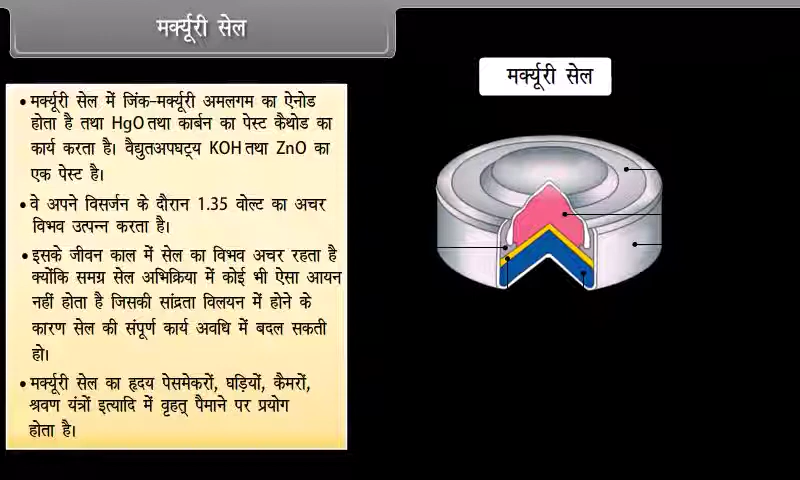 मर्क्यूरी सेल
मर्क्यूरी सेल
• मर्क्यूरी सेल में जिंक-मर्क्यूरी अमलगम का ऐनोड
होता है तथा HgO तथा कार्बन का पेस्ट कैथोड का
कार्य करता है। वैद्युतअपघट्य KOH तथा ZnO का
एक पेस्ट है।
• वे अपने विसर्जन के दौरान 1.35 वोल्ट का अचर
विभव उत्पन्न करता है।
• इसके जीवन काल में सेल का विभव अचर रहता है
क्योंकि समग्र सेल अभिक्रिया में कोई भी ऐसा आयन
नहीं होता है जिसकी सांद्रता विलयन में होने के
कारण सेल की संपूर्ण कार्य अवधि में बदल सकती
हो।
• मर्क्यूरी सेल का हृदय पेसमेकरों, घड़ियों, कैमरों,
श्रवण यंत्रों इत्यादि में वृहत् पैमाने पर प्रयोग
होता है।